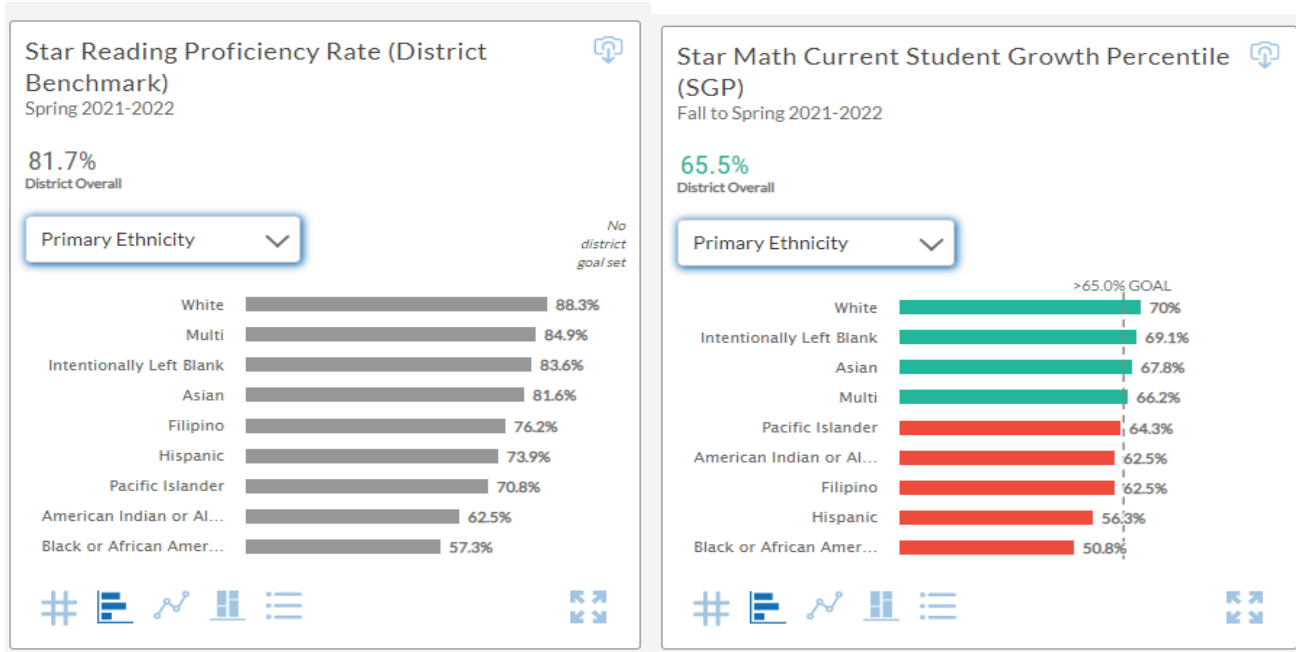 Star Reading Proficiency Rate (District
Benchmark)
Spring 2021-2022
81.7%
District Overall
Primary Ethnicity
No
district
goal set
White 88.3%
Multi 84.9%
Intentionally Left Blank 83.6%
Asian 81.6%
Filipino 76.2%
Hispanic 73.9%
Pacific Islander 70.8%
American Indian or Al... 62.5%
Black or African Amer... 57.3%
Star Math Current Student Growth Percentile
(SGP)
Fall to Spring 2021-2022
65.5%
District Overall
Primary Ethnicity
>65.0% GOAL
White 70%
Intentionally Left Blank 69.1%
Asian 67.8%
Multi 66.2%
Pacific Islander 64.3%
American Indian or Al... 62.5%
Filipino 62.5%
Hispanic 56.3%
Black or African Amer... 50.8%